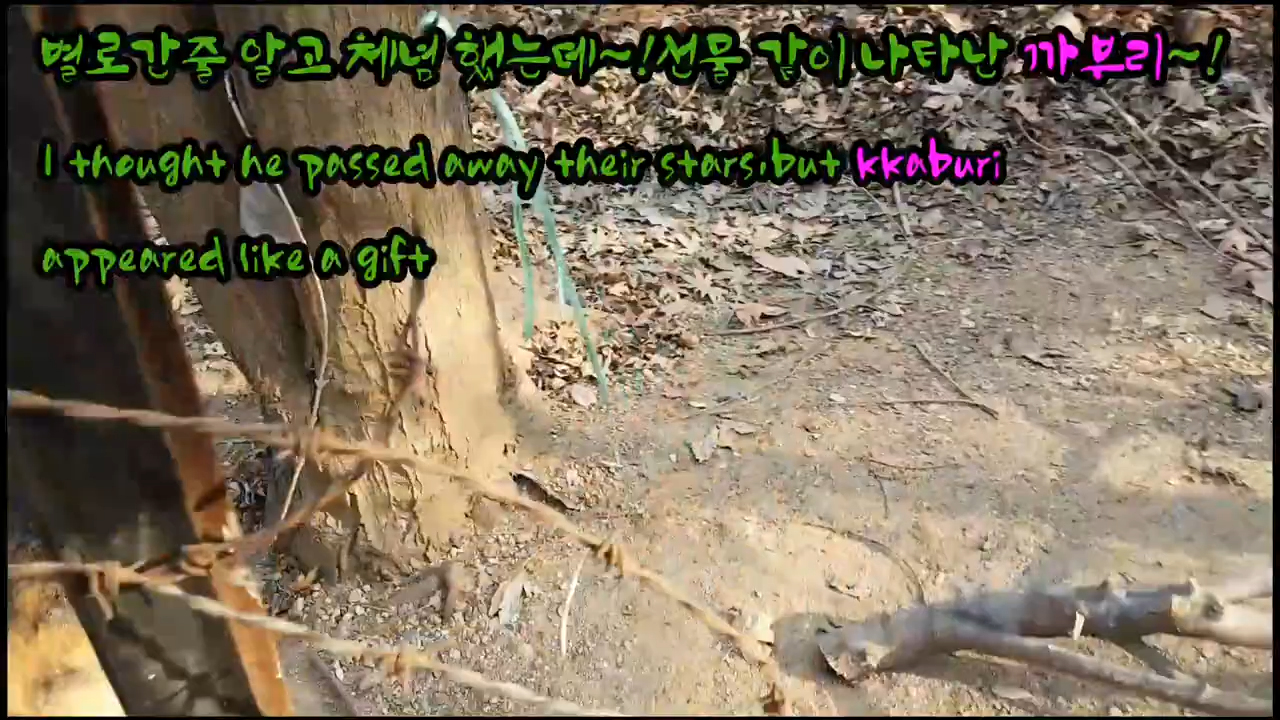 별로간줄 알고 체념 했는데~!선물 같이 나타난 까부리~!
I thought he passed away their stars,but kkaburi
appeared like a gift